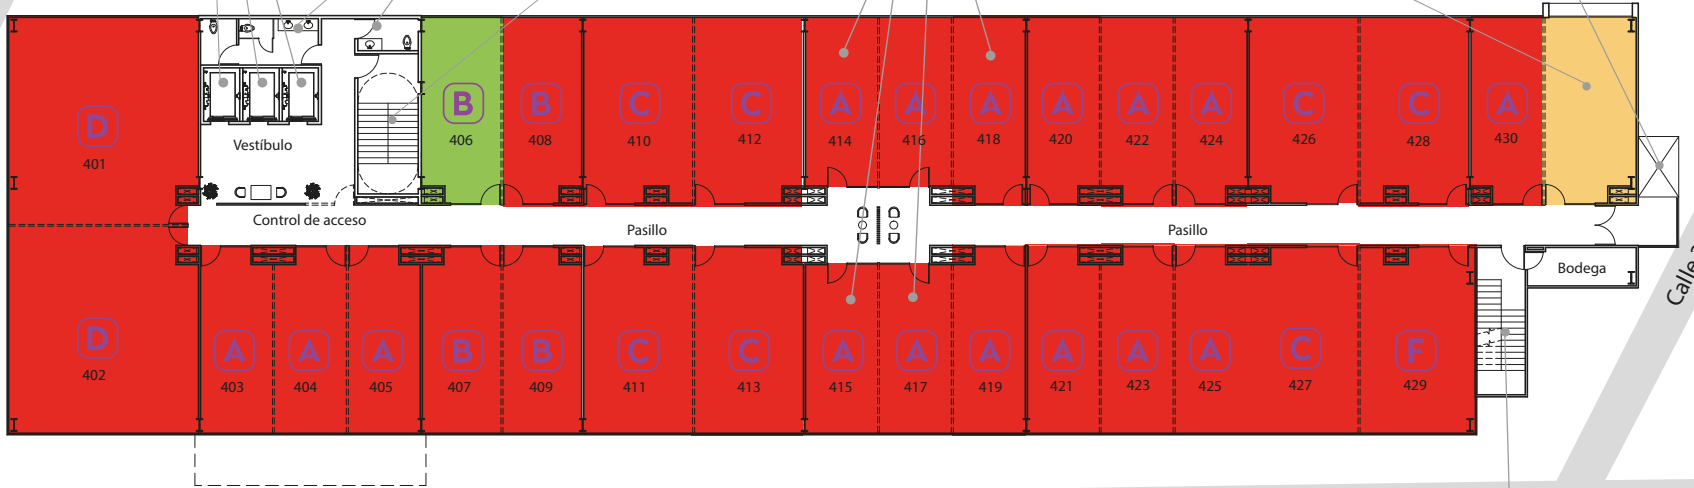 D
401
Vestíbulo
Control de acceso
B
406
B
408
C
410
C
412
A
414
A
416
A
418
A
420
A
422
A
424
C
426
C
428
A
430
Pasillo
Pasillo
D
402
A
403
A
404
A
405
B
407
B
409
C
411
C
413
A
415
A
417
A
419
A
421
A
423
A
425
C
427
F
429
Bodega
Calle